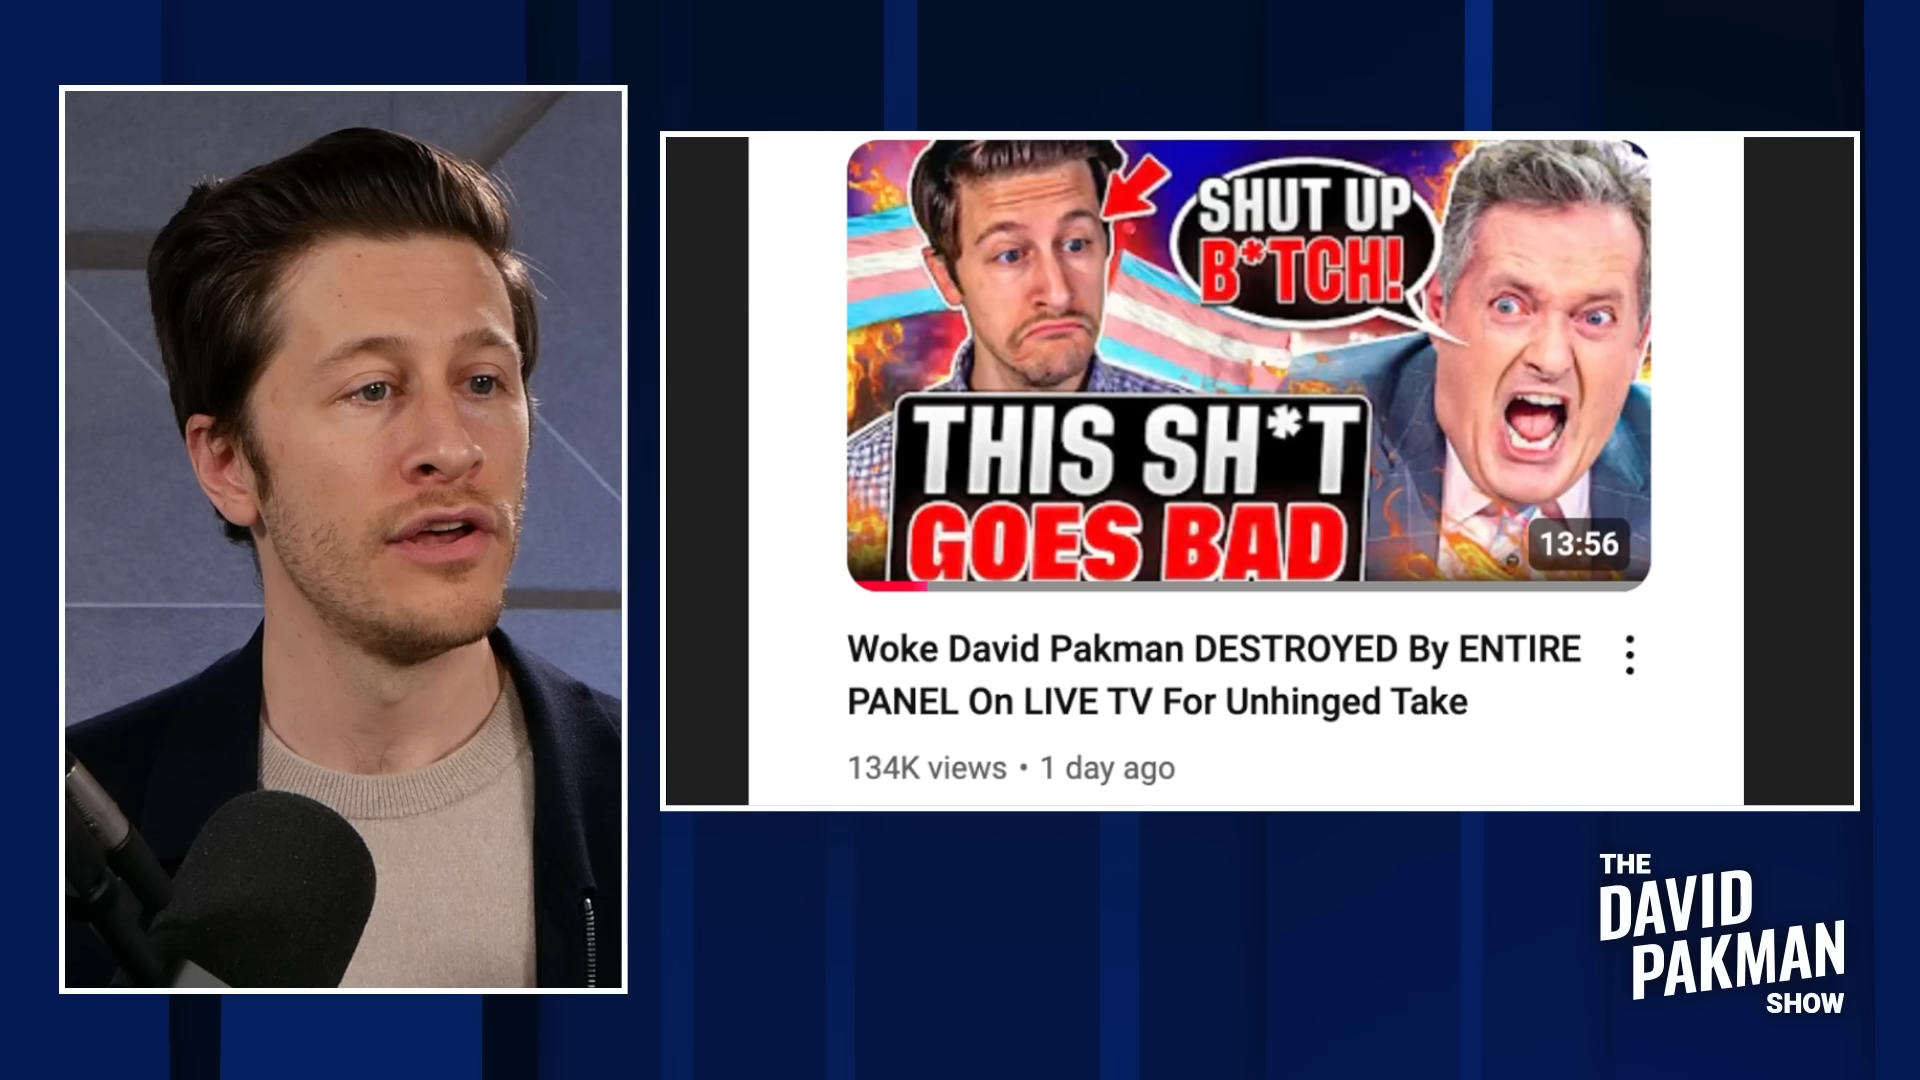 SHUT UP
B*TCH!
THIS SH*T
GOES BAD
13:56
Woke David Pakman DESTROYED By ENTIRE
PANEL On LIVE TV For Unhinged Take
134K views • 1 day ago
THE
DAVID
PAKMAN
SHOW